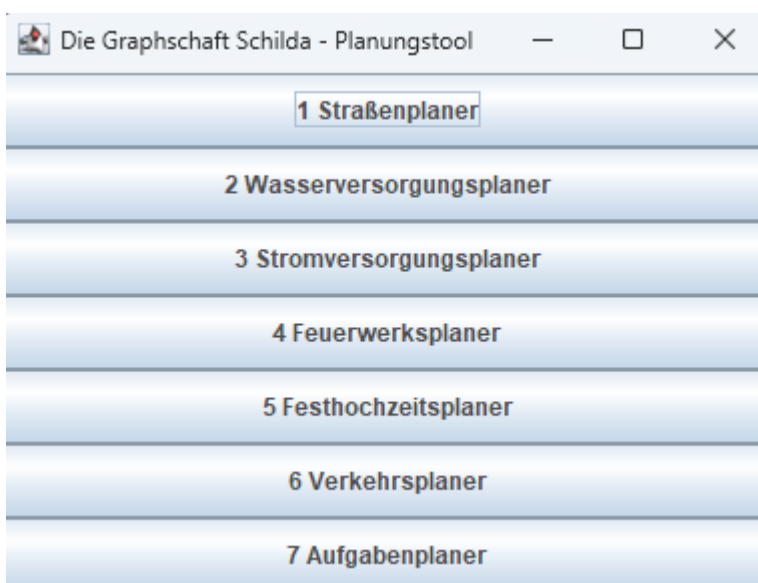 Die Graphschaft Schilda - Planungstool
1 Straßenplaner
2 Wasserversorgungsplaner
3 Stromversorgungsplaner
4 Feuerwerksplaner
5 Festhochzeitsplaner
6 Verkehrsplaner
7 Aufgabenplaner